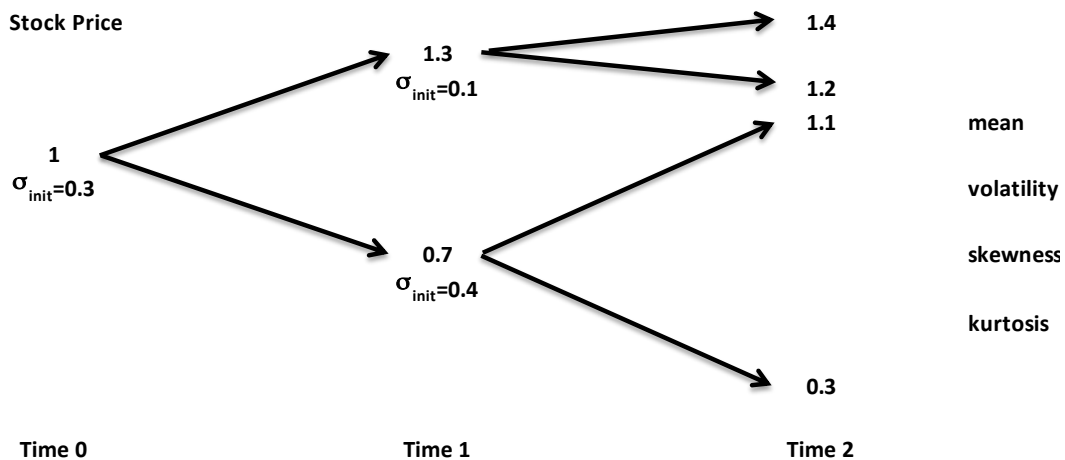 Stock Price
1.4
1.3
σinit=0.1
1.2
1.1
mean
1
σinit=0.3
volatility
0.7
σinit=0.4
skewness
kurtosis
0.3
Time 0
Time 1
Time 2